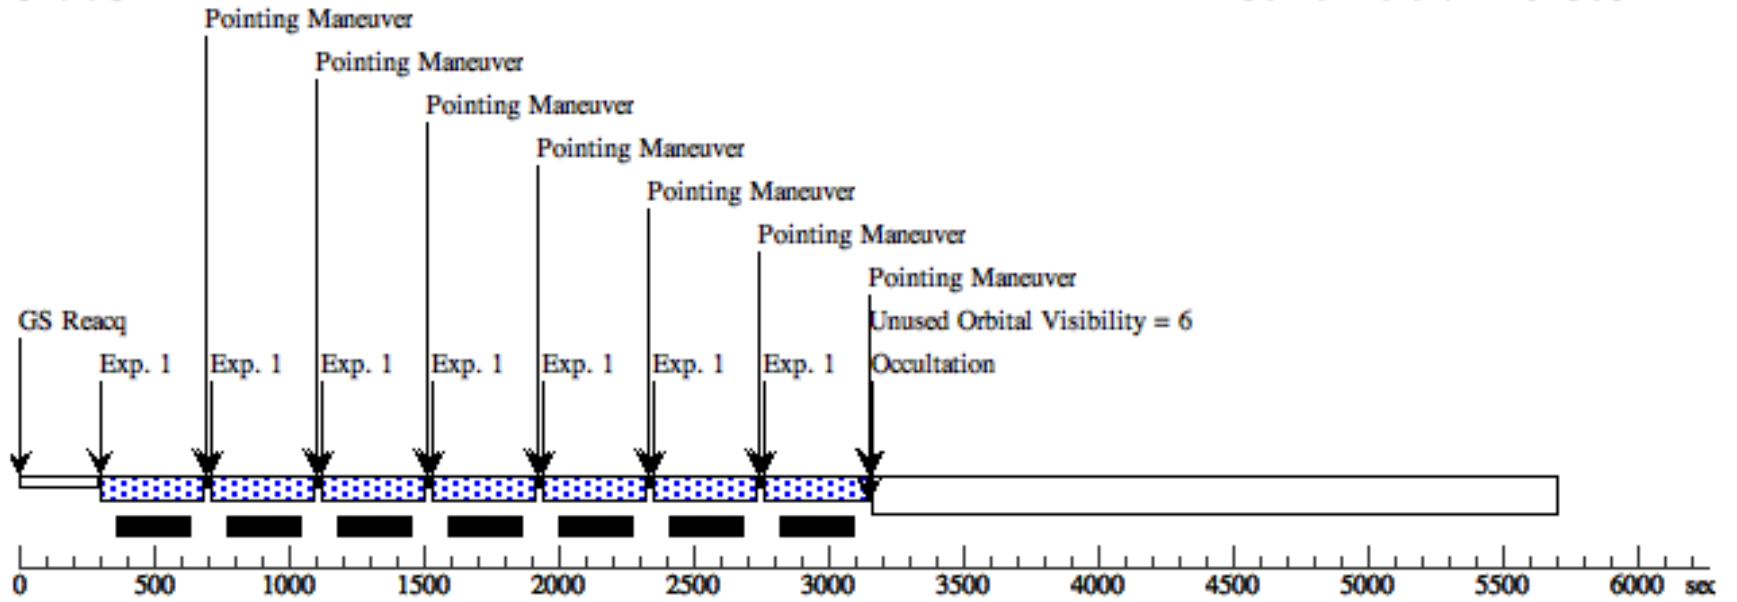 Pointing Maneuver
Pointing Maneuver
Pointing Maneuver
Pointing Maneuver
Pointing Maneuver
Pointing Maneuver
Pointing Maneuver
GS Reacq Unused Orbital Visibility = 6
Exp. 1 Exp. 1 Exp. 1 Exp. 1 Exp. 1 Exp. 1 Exp. 1 Occultation
0 500 1000 1500 2000 2500 3000 3500 4000 4500 5000 5500 6000 sec